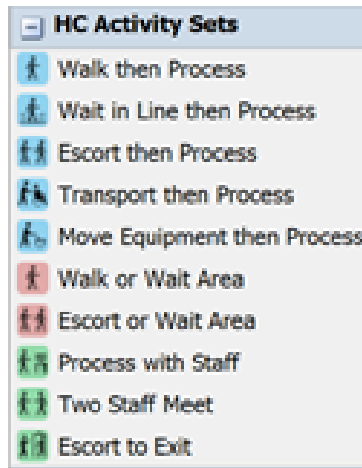 HC Activity Sets
Walk then Process
Wait in Line then Process
Escort then Process
Transport then Process
Move Equipment then Process
Walk or Wait Area
Escort or Wait Area
Process with Staff
Two Staff Meet
Escort to Exit